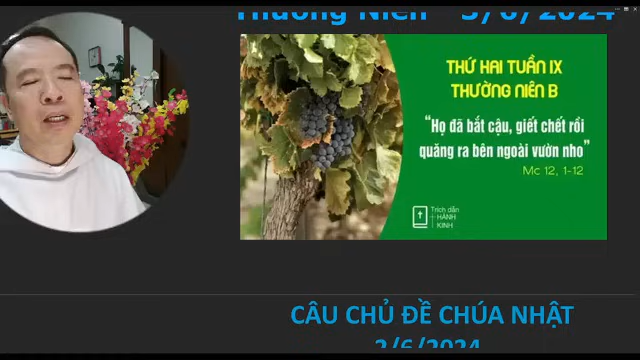 Thường Niên - 3/6/2024
THỨ HAI TUẦN IX
THƯỜNG NIÊN B
“Họ đã bắt cậu, giết chết rồi
quăng ra bên ngoài vườn nho”
Mc 12, 1-12
Trích dẫn
HÀNH
KINH
CÂU CHỦ ĐỀ CHÚA NHẬT
2/6/2024